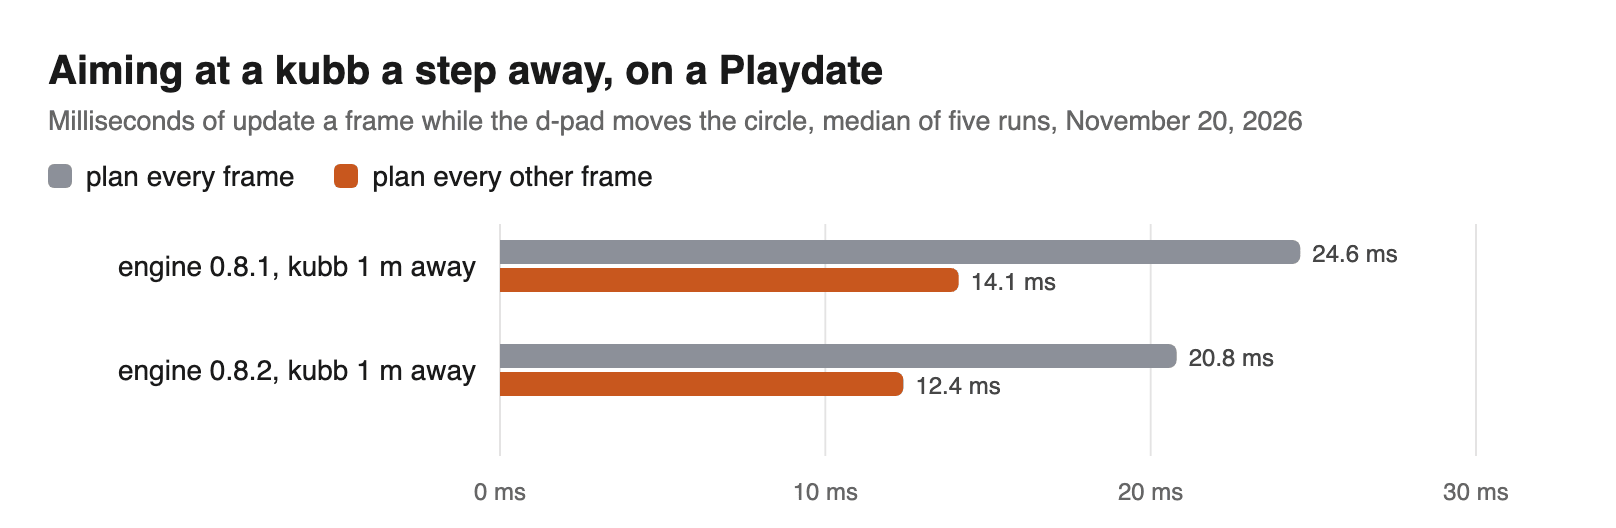 Aiming at a kubb a step away, on a Playdate
Milliseconds of update a frame while the d-pad moves the circle, median of five runs, November 20, 2026
plan every frame
plan every other frame
engine 0.8.1, kubb 1 m away
24.6 ms
14.1 ms
engine 0.8.2, kubb 1 m away
20.8 ms
12.4 ms
0 ms
10 ms
20 ms
30 ms